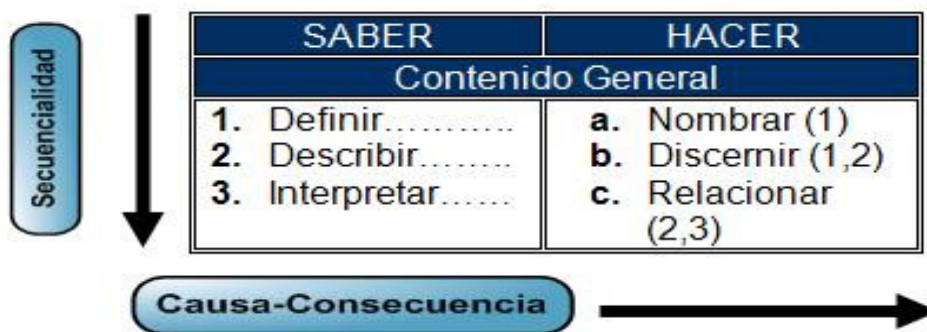 Secuencialidad
SABER
HACER
Contenido General
1. Definir………..
2. Describir……..
3. Interpretar……
a. Nombrar (1)
b. Discernir (1,2)
c. Relacionar
(2,3)
Causa-Consecuencia